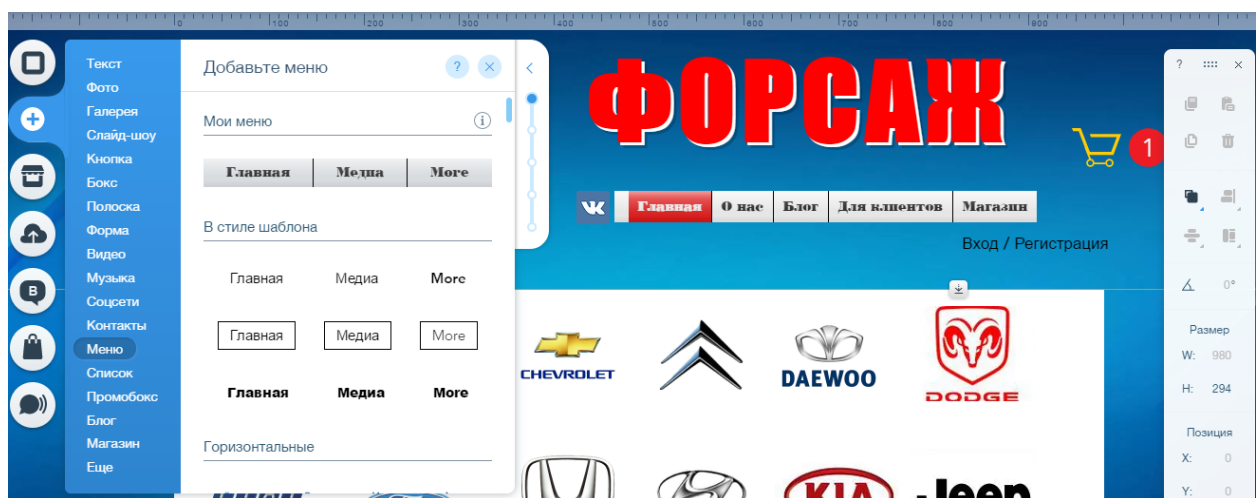 0 100 200 300 400 500 600 700 800 900
Текст
Фото
Галерея
Слайд-шоу
Кнопка
Бокс
Полоска
Форма
Видео
Музыка
Соцсети
Контакты
Меню
Список
Промобокс
Блог
Магазин
Еще
B
Добавьте меню ? ×
Мои меню i
Главная Медиа More
В стиле шаблона
Главная Медиа More
Главная Медиа More
Главная Медиа More
Горизонтальные
ФОРСАЖ
1
Главная О нас Блог Для клиентов Магазин
Вход / Регистрация
CHEVROLET
DAEWOO
DODGE
KIA
Jeep
? ×
0°
Размер
W: 980
H: 294
Позиция
X: 0
Y: 0